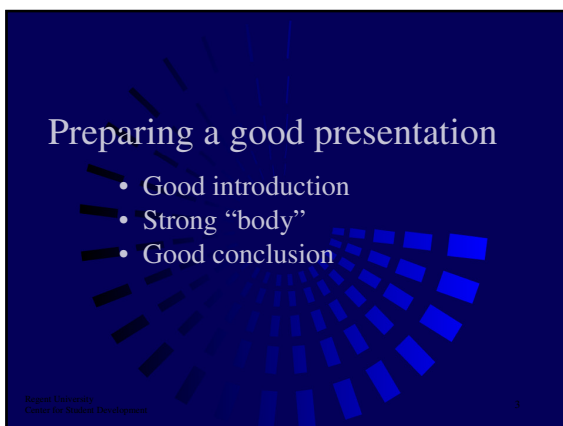 Preparing a good presentation
• Good introduction
• Strong “body”
• Good conclusion